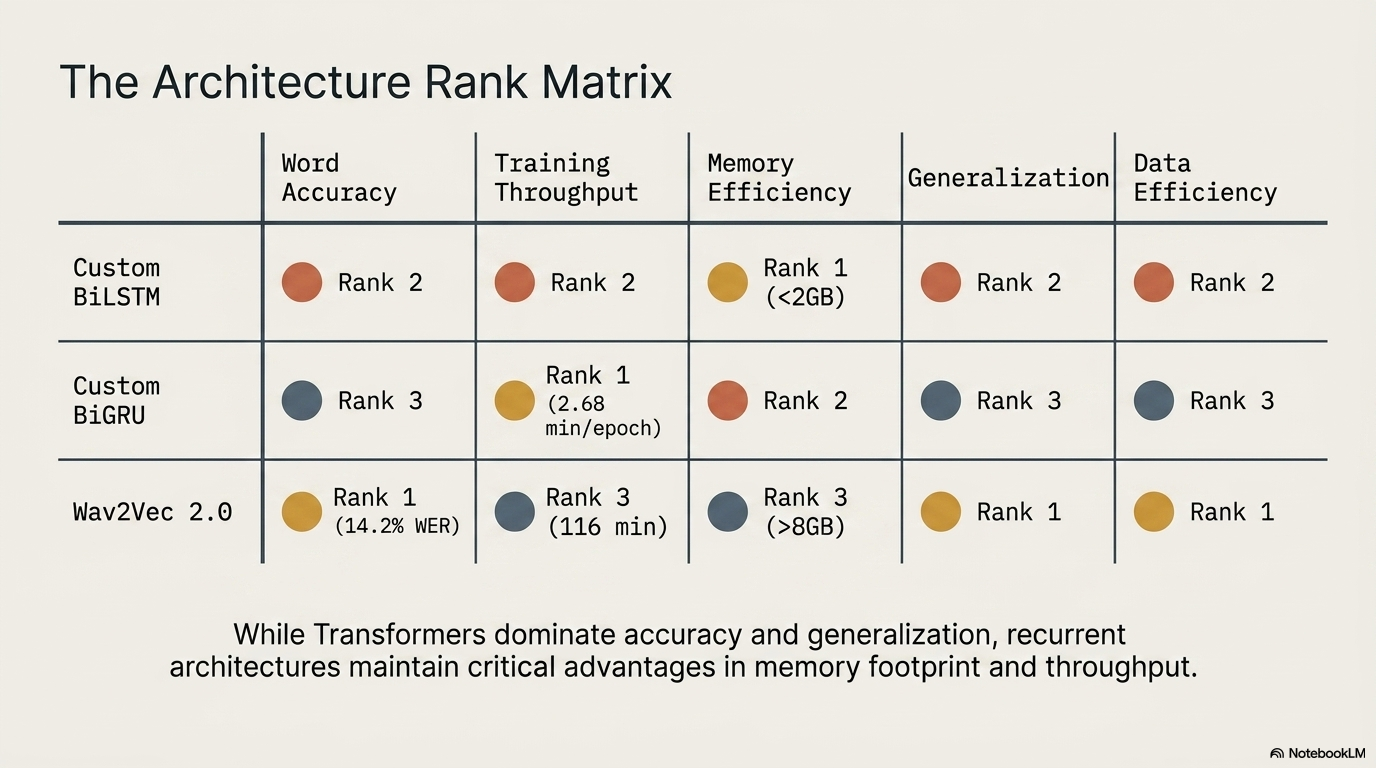 The Architecture Rank Matrix
Word
Accuracy
Training
Throughput
Memory
Efficiency
Generalization
Data
Efficiency
Custom
BiLSTM
Rank 2
Rank 2
Rank 1
(<2GB)
Rank 2
Rank 2
Custom
BiGRU
Rank 3
Rank 1
(2.68
min/epoch)
Rank 2
Rank 3
Rank 3
Wav2Vec 2.0
Rank 1
(14.2% WER)
Rank 3
(116 min)
Rank 3
(>8GB)
Rank 1
Rank 1
While Transformers dominate accuracy and generalization, recurrent
architectures maintain critical advantages in memory footprint and throughput.
NotebookLM